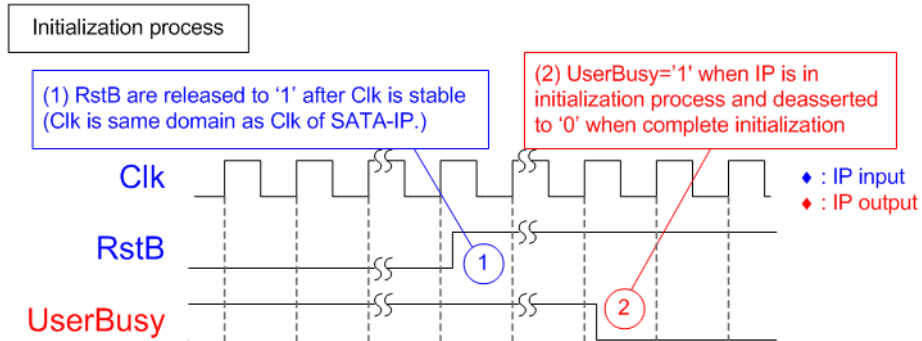 Initialization process
(1) RstB are released to ‘1’ after Clk is stable
(Clk is same domain as Clk of SATA-IP.)
(2) UserBusy=’1’ when IP is in
initialization process and deasserted
to ‘0’ when complete initialization
Clk
♦ : IP input
♦ : IP output
RstB
1
UserBusy
2